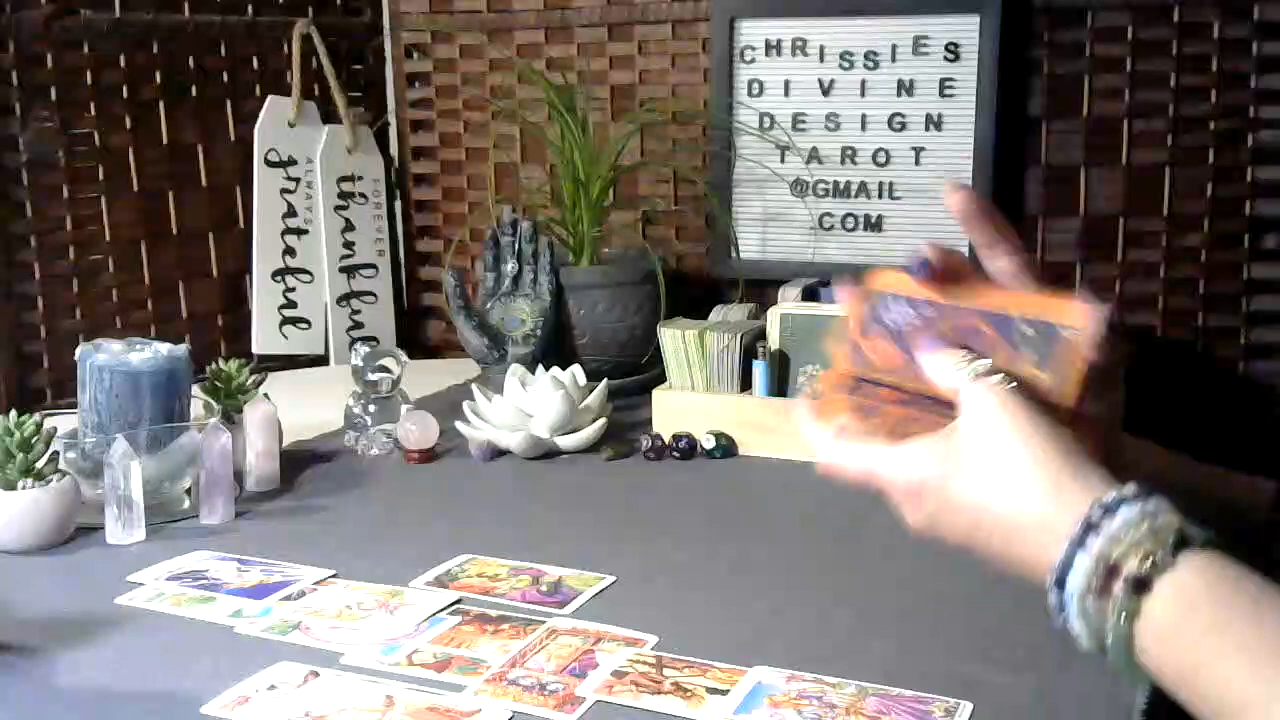 ALWAYS
grateful
FOREVER
thankful
CHRISSIES
DIVINE
DESIGN
TAROT
@GMAIL
COM